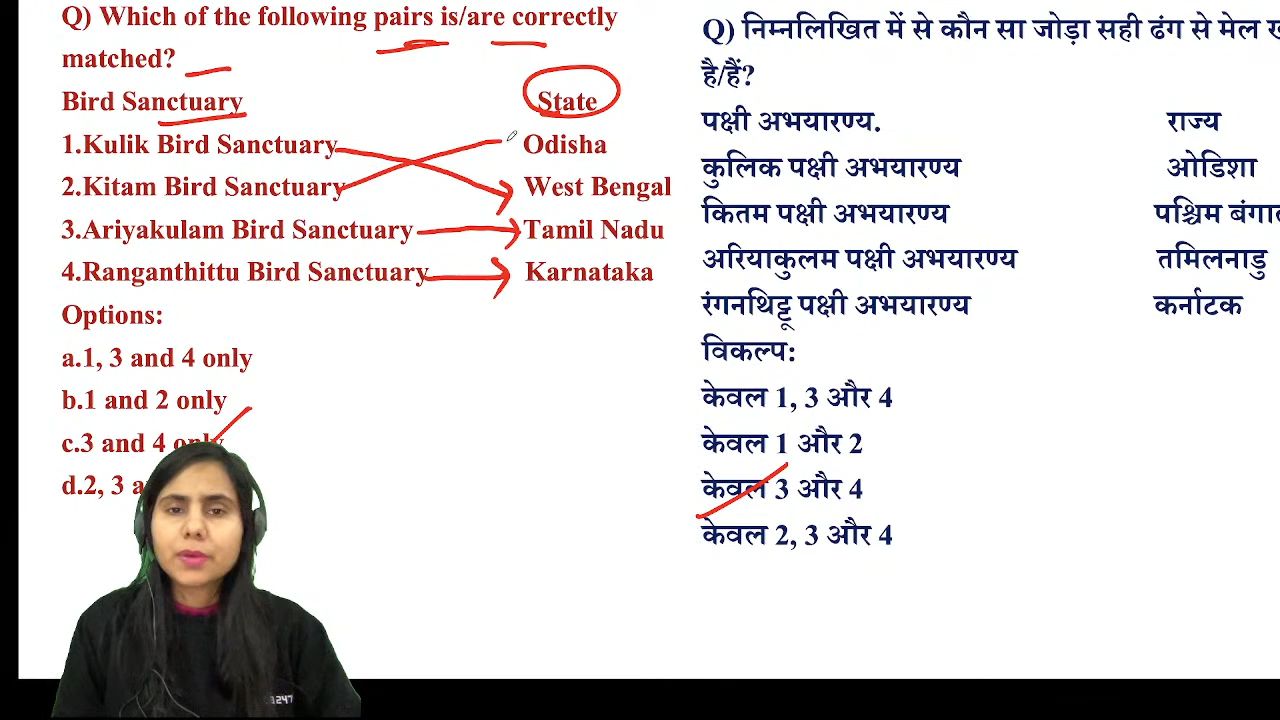 Q) Which of the following pairs is/are correctly
matched?
Bird Sanctuary State
1.Kulik Bird Sanctuary Odisha
2.Kitam Bird Sanctuary West Bengal
3.Ariyakulam Bird Sanctuary Tamil Nadu
4.Ranganthittu Bird Sanctuary Karnataka
Options:
a.1, 3 and 4 only
b.1 and 2 only
c.3 and 4 only
d.2, 3
Q) निम्नलिखित में से कौन सा जोड़ा सही ढंग से मेल
है/हैं?
पक्षी अभयारण्य. राज्य
कुलिक पक्षी अभयारण्य ओडिशा
कितम पक्षी अभयारण्य पश्चिम
अरियाकुलम पक्षी अभयारण्य तमिलनाडु
रंगनथिट्टू पक्षी अभयारण्य कर्नाटक
विकल्प:
केवल 1, 3 और 4
केवल 1 और 2
केवल 3 और 4
केवल 2, 3 और 4
247